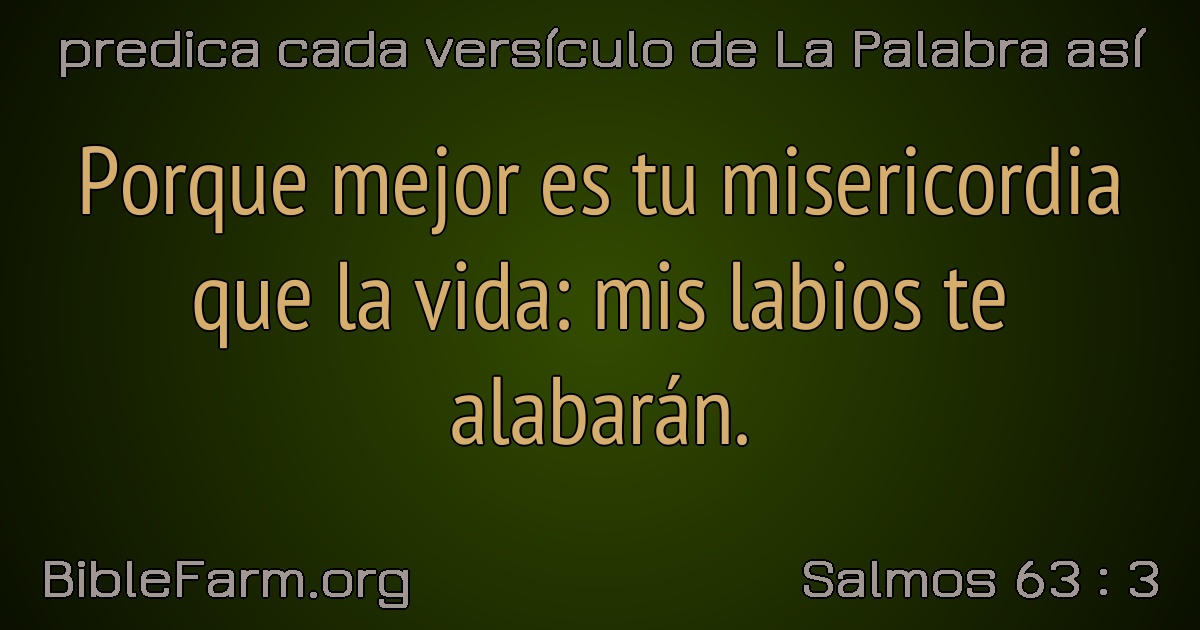 predica cada versículo de La Palabra así
Porque mejor es tu misericordia
que la vida: mis labios te
alabarán.
BibleFarm.org
Salmos 63 : 3